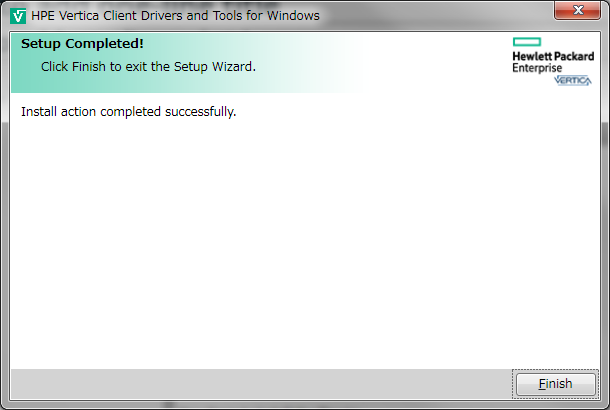 HPE Vertica Client Drivers and Tools for Windows
Setup Completed!
Click Finish to exit the Setup Wizard.
Hewlett Packard
Enterprise
VERTICA
Install action completed successfully.
Finish